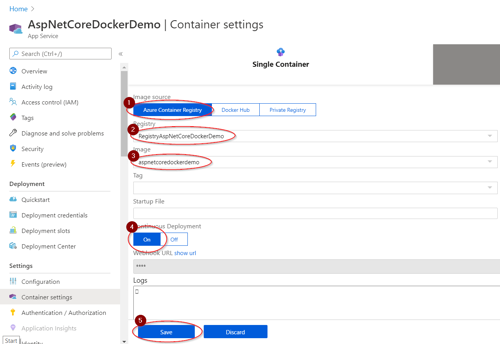 Home
AspNetCoreDockerDemo | Container settings
App Service
Search (Ctrl+/)
«
Overview
Activity log
Access control (IAM)
Tags
Diagnose and solve problems
Security
Events (preview)
Deployment
Quickstart
Deployment credentials
Deployment slots
Deployment Center
Settings
Configuration
Container settings
Authentication / Authorization
Application Insights
Identity
Start
Single Container
Image source
1
Azure Container Registry
Docker Hub
Private Registry
Registry
2
RegistryAspNetCoreDockerDemo
Image
3
aspnetcoredockerdemo
Tag
Startup File
4
Continuous Deployment
On
Off
Webhook URL show url
****
Logs
5
Save
Discard